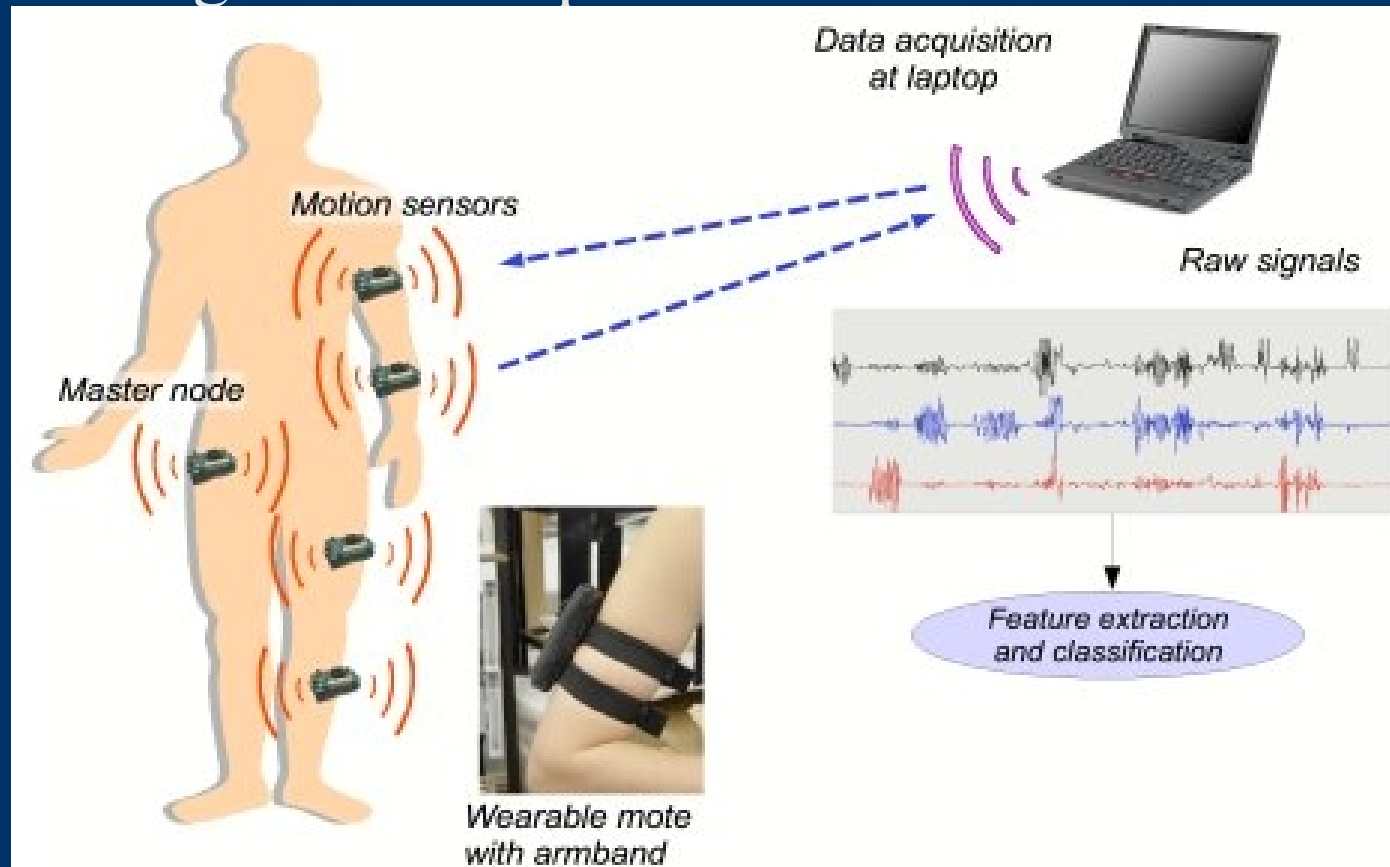 Data acquisition
at laptop
Motion sensors
Raw signals
Master node
Feature extraction
and classification
Wearable mote
with armband